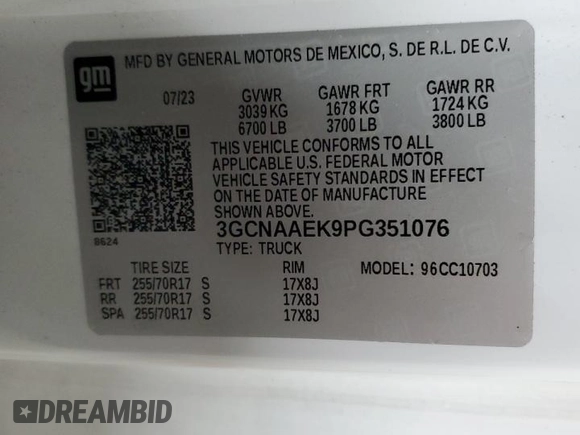 gm
MFD BY GENERAL MOTORS DE MEXICO, S. DE R.L. DE C.V.
07/23 GVWR GAWR FRT GAWR RR
3039 KG 1678 KG 1724 KG
6700 LB 3700 LB 3800 LB
THIS VEHICLE CONFORMS TO ALL
APPLICABLE U.S. FEDERAL MOTOR
VEHICLE SAFETY STANDARDS IN EFFECT
ON THE DATE OF MANUFACTURE
SHOWN ABOVE.
8624
3GCNAAEK9PG351076
TYPE: TRUCK
TIRE SIZE RIM MODEL: 96CC10703
FRT 255/70R17 S 17X8J
RR 255/70R17 S 17X8J
SPA 255/70R17 S 17X8J
DREAMBID